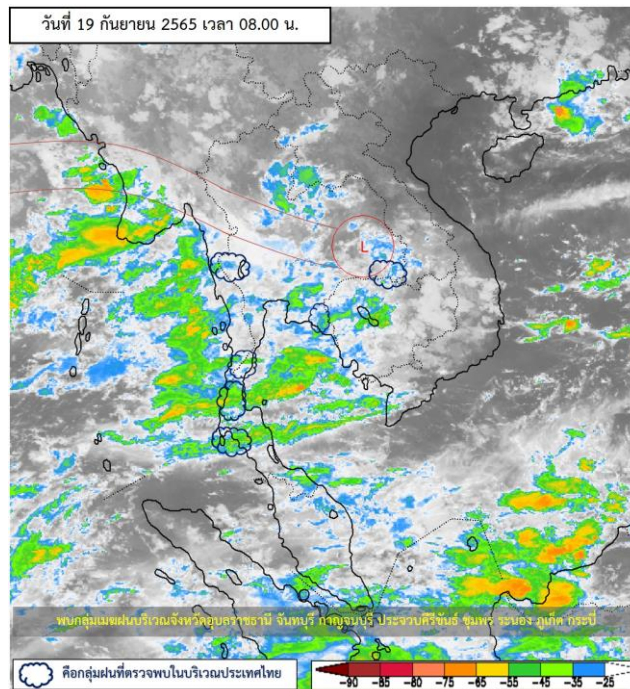 วันที่ 19 กันยายน 2565 เวลา 08.00 น.
L
พบกลุ่มเมฆฝนบริเวณจังหวัดอุบลราชธานี จันทบุรี กาญจนบุรี ประจวบคีรีขันธ์ ชุมพร ระนอง ภูเก็ต กระบี่
คือกลุ่มฝนที่ตรวจพบในบริเวณประเทศไทย
-90 -85 -80 -75 -65 -55 -45 -35 -25